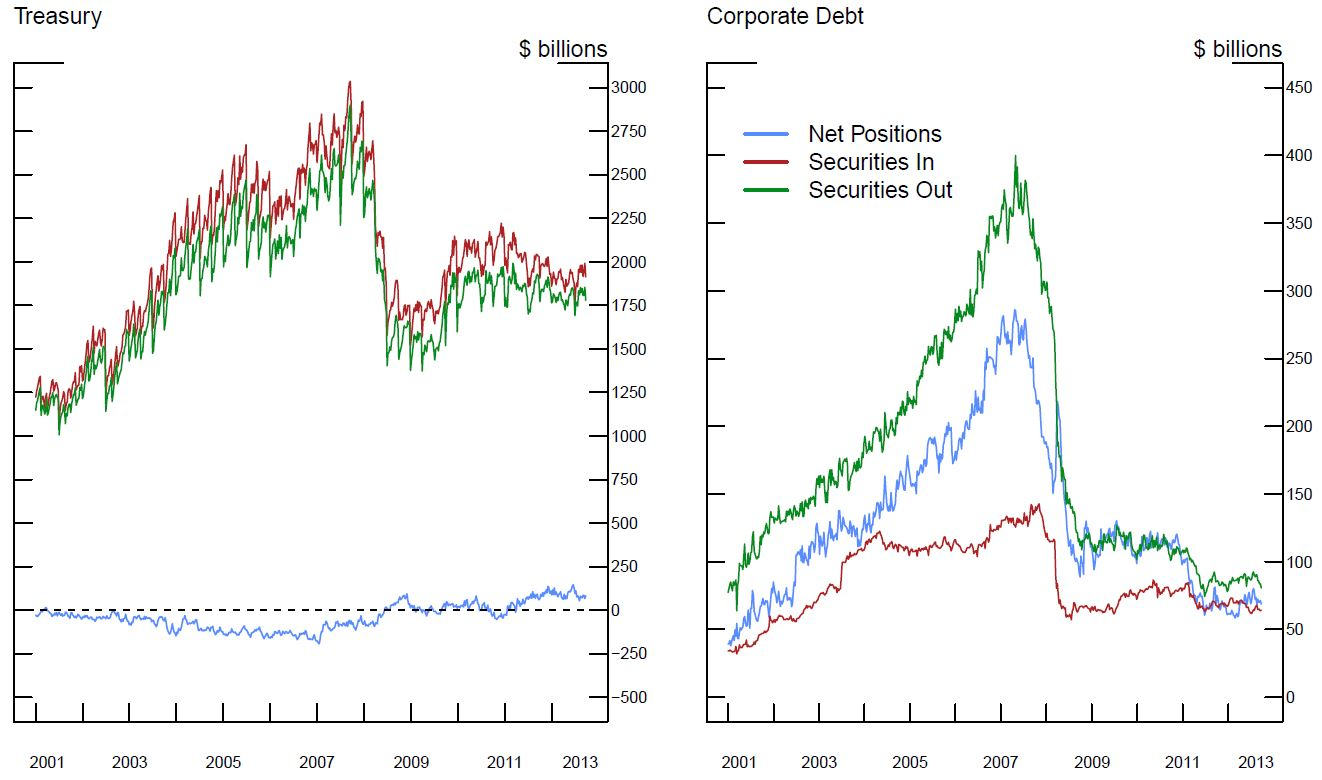 Treasury
$ billions
3000
2750
2500
2250
2000
1750
1500
1250
1000
750
500
250
0
−250
−500
2001 2003 2005 2007 2009 2011 2013
Corporate Debt
$ billions
Net Positions
Securities In
Securities Out
450
400
350
300
250
200
150
100
50
0
2001 2003 2005 2007 2009 2011 2013